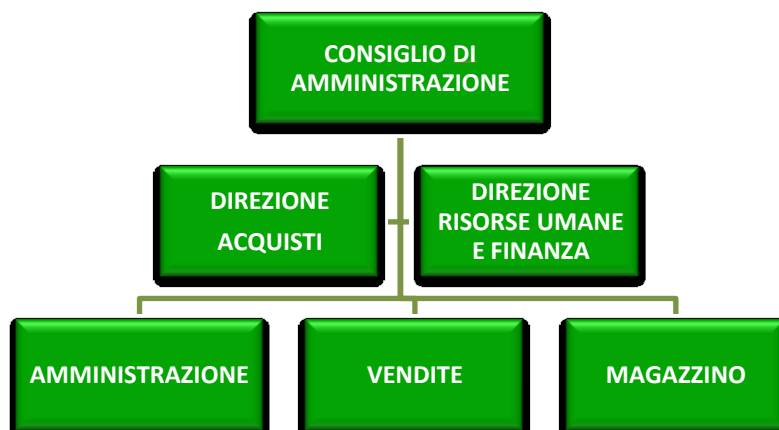 CONSIGLIO DI
AMMINISTRAZIONE
DIREZIONE
ACQUISTI
DIREZIONE
RISORSE UMANE
E FINANZA
AMMINISTRAZIONE
VENDITE
MAGAZZINO